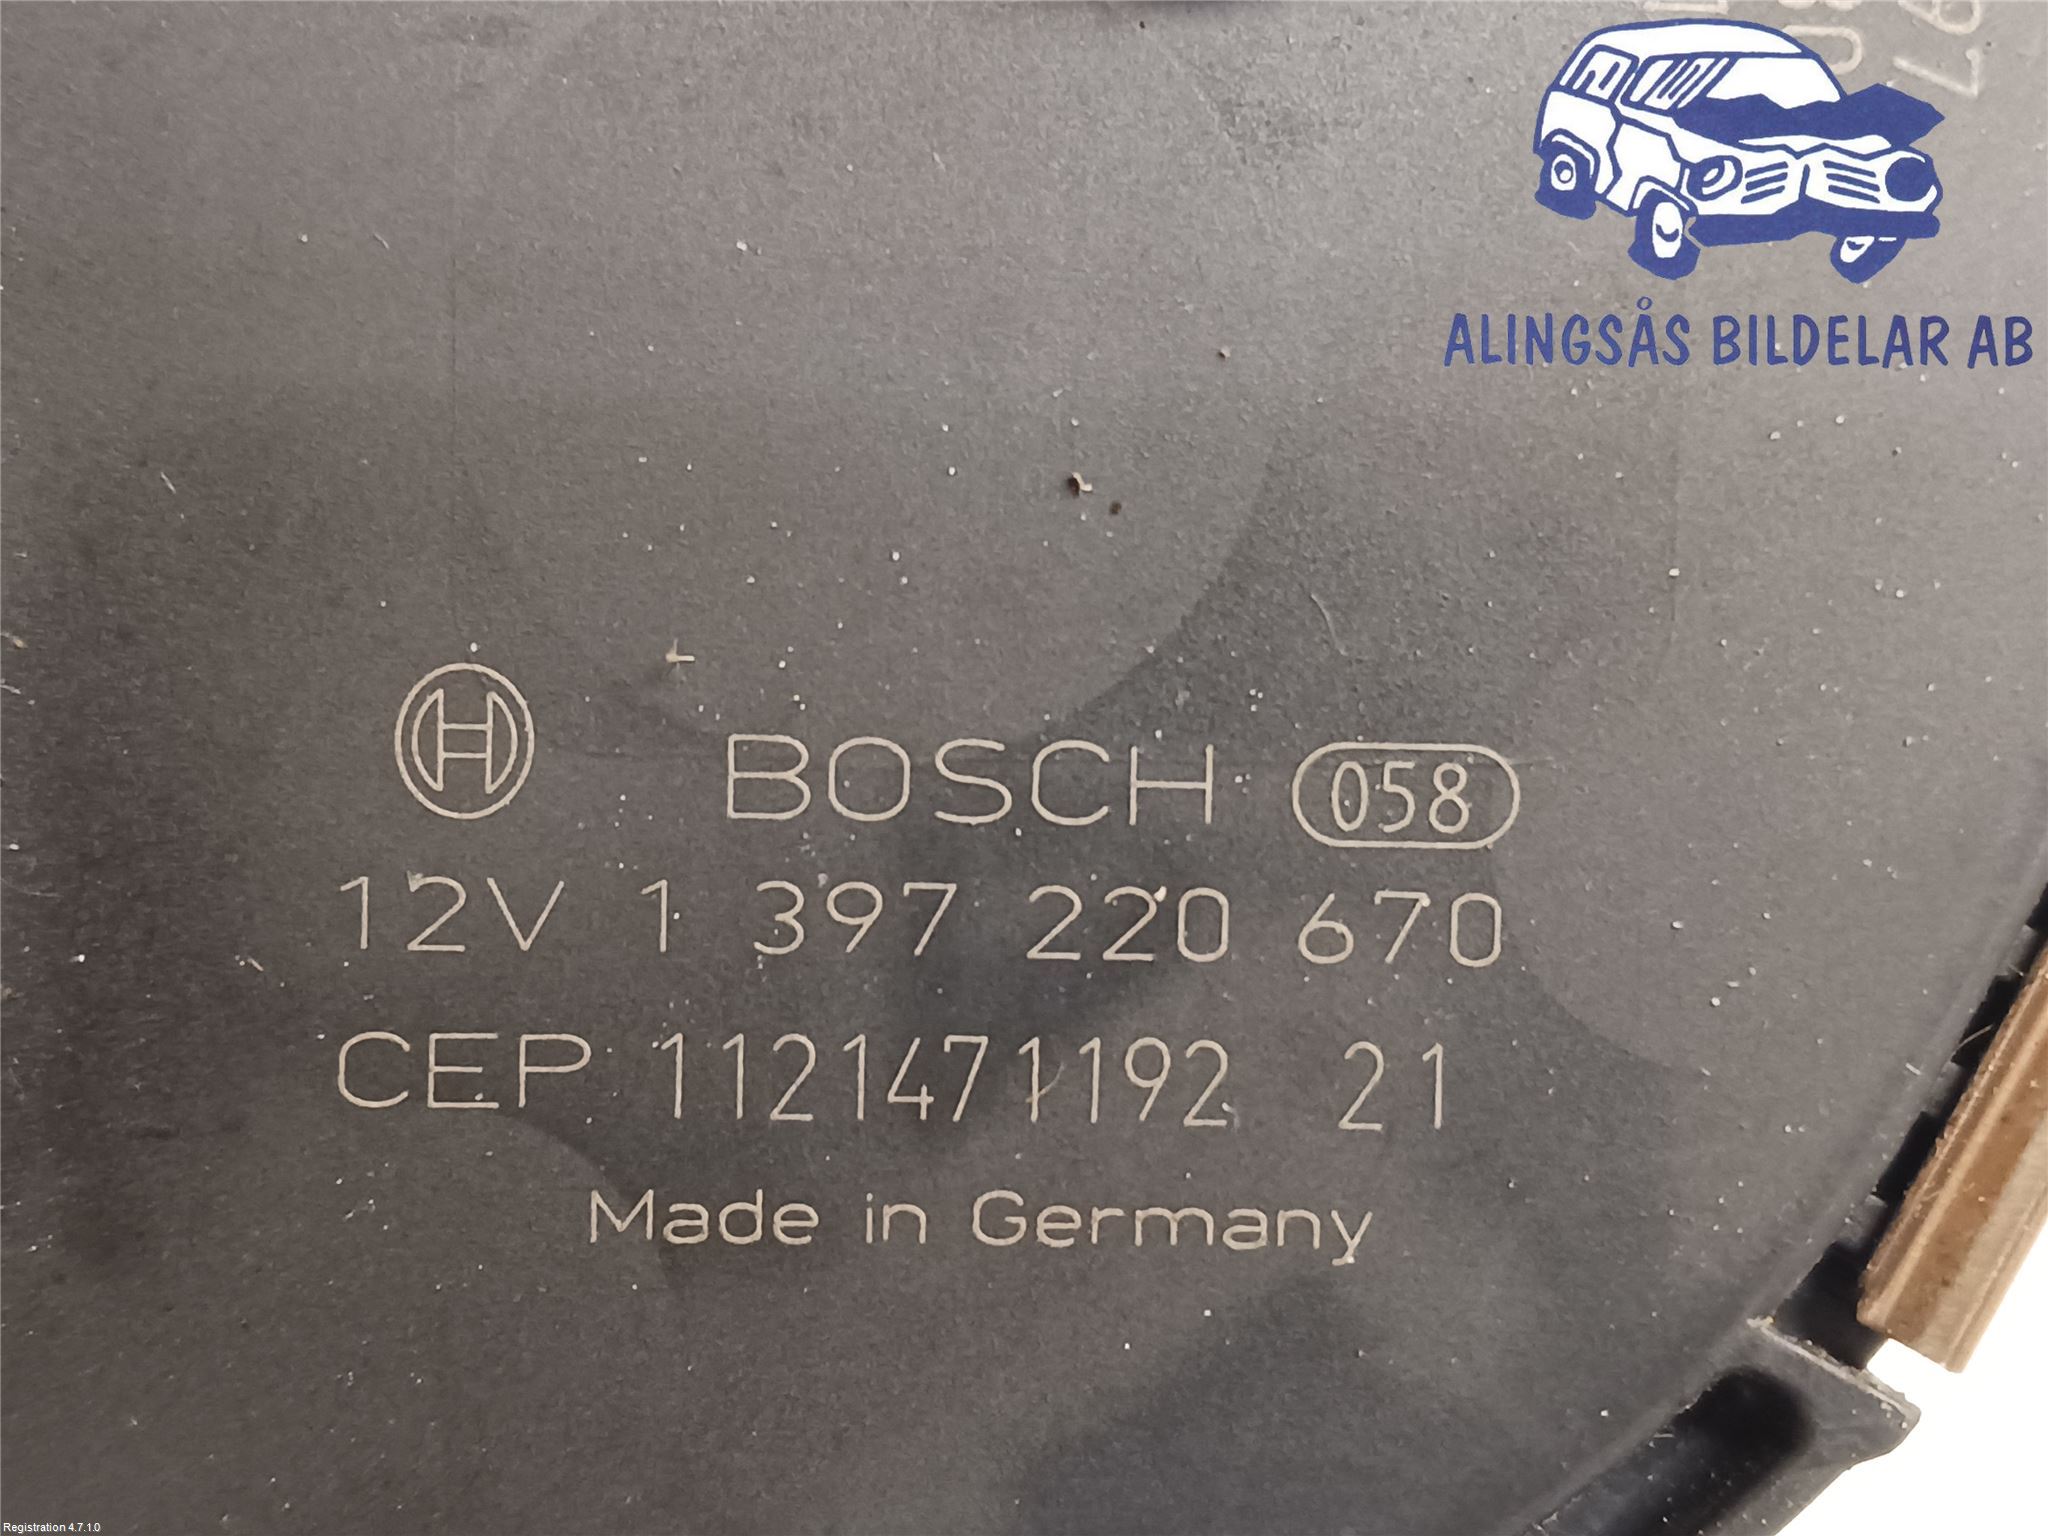 ALINGSÅS BILDELAR AB
BOSCH 058
12V 1 397 220 670
CEP 1121471192 21
Made in Germany
Registration 4.7.1.0